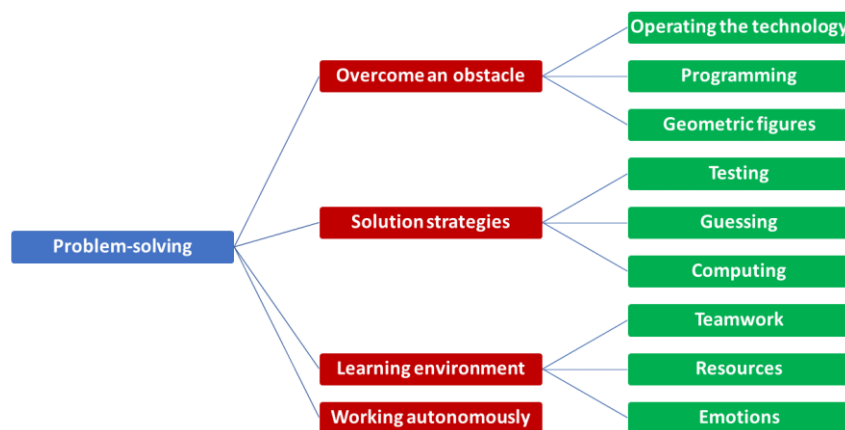 Problem-solving
Overcome an obstacle
Operating the technology
Programming
Geometric figures
Solution strategies
Testing
Guessing
Computing
Learning environment
Teamwork
Resources
Emotions
Working autonomously